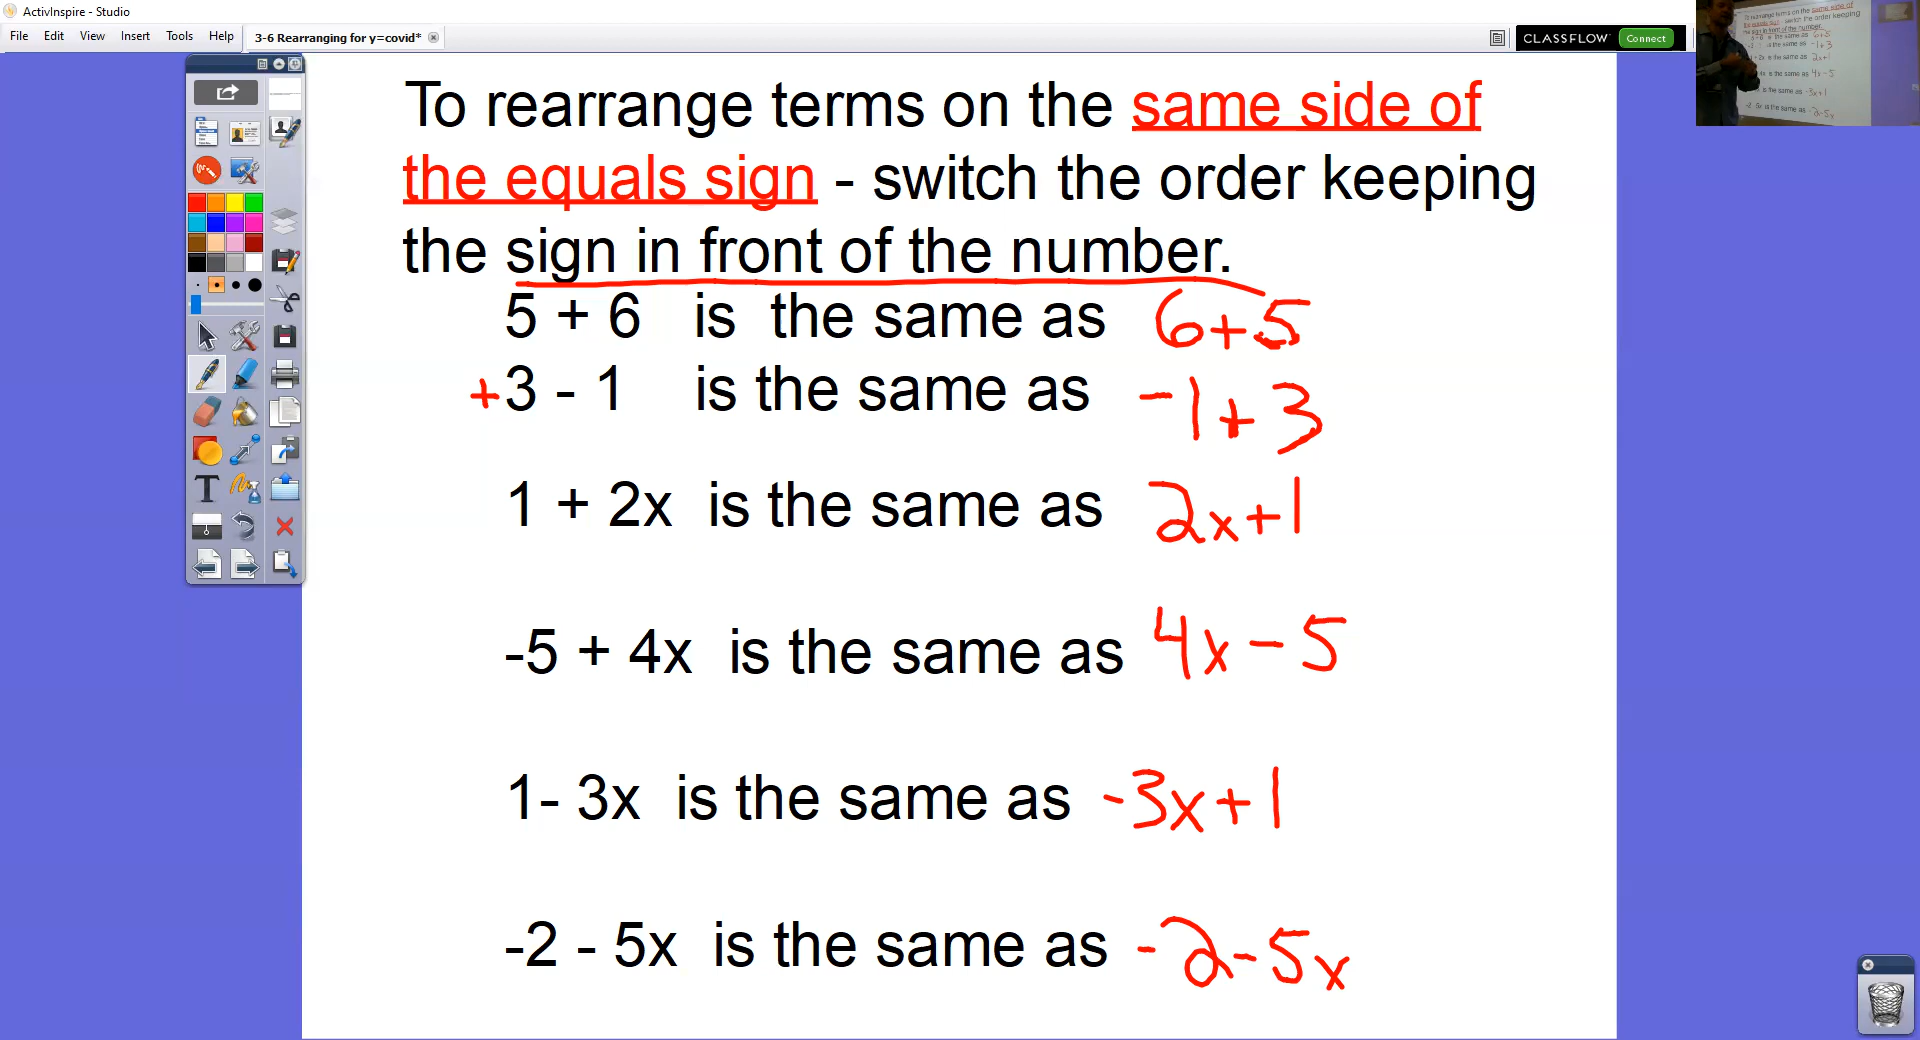 ActivInspire - Studio
File Edit View Insert Tools Help 3-6 Rearranging for y=covid* CLASSFLOW Connect
To rearrange terms on the same side of
the equals sign - switch the order keeping
the sign in front of the number.
5 + 6 is the same as 6+5
+3 - 1 is the same as -1+3
1 + 2x is the same as 2x+1
-5 + 4x is the same as 4x-5
1- 3x is the same as -3x+1
-2 - 5x is the same as -2-5x